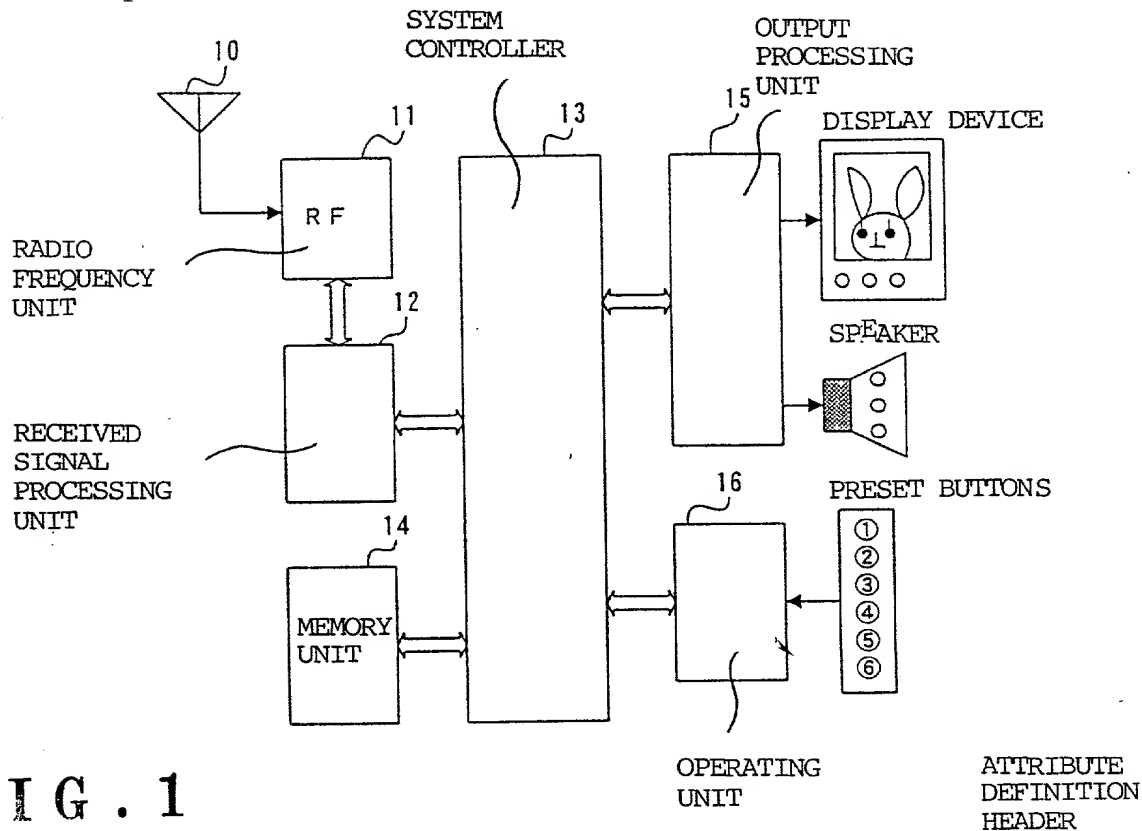 SYSTEM
CONTROLLER
OUTPUT
PROCESSING
UNIT
10
11
13
15
DISPLAY DEVICE
RF
RADIO
FREQUENCY
UNIT
12
SPEAKER
RECEIVED
SIGNAL
PROCESSING
UNIT
14
16
PRESET BUTTONS
①
②
③
④
⑤
⑥
MEMORY
UNIT
OPERATING
UNIT
ATTRIBUTE
DEFINITION
HEADER
IG.1